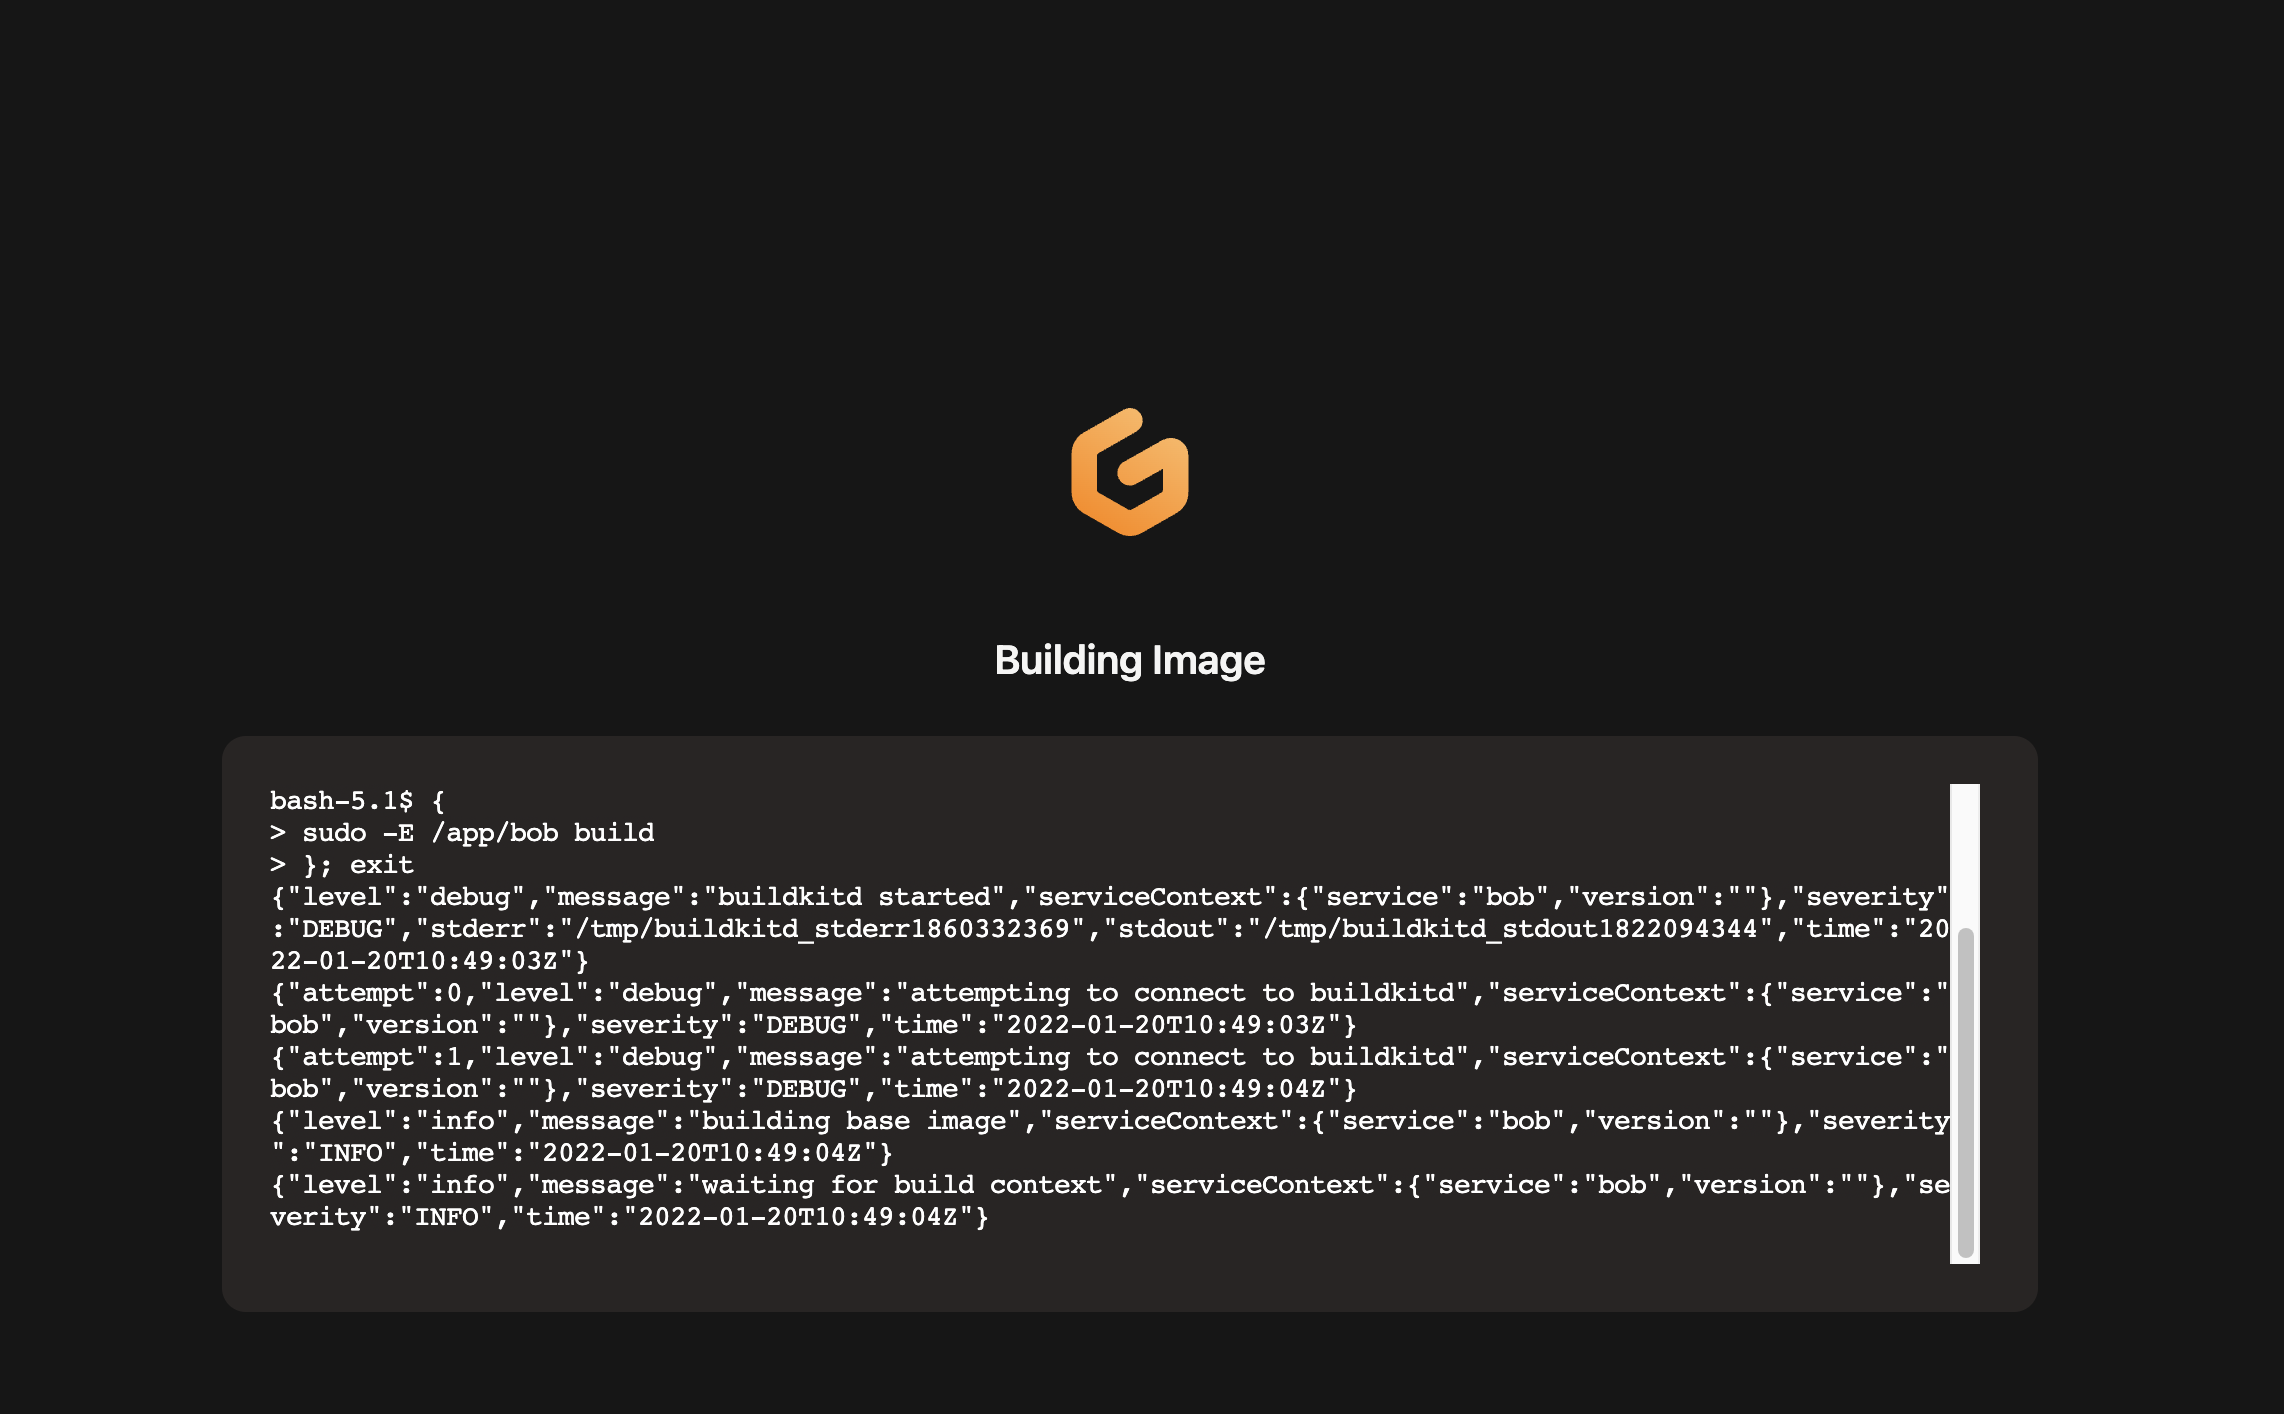 Building Image
bash-5.1$ {
> sudo -E /app/bob build
> }; exit
{"level":"debug","message":"buildkitd started","serviceContext":{"service":"bob","version":""},"severity"
:"DEBUG","stderr":"/tmp/buildkitd_stderr1860332369","stdout":"/tmp/buildkitd_stdout1822094344","time":"20
22-01-20T10:49:03Z"}
{"attempt":0,"level":"debug","message":"attempting to connect to buildkitd","serviceContext":{"service":"
bob","version":""},"severity":"DEBUG","time":"2022-01-20T10:49:03Z"}
{"attempt":1,"level":"debug","message":"attempting to connect to buildkitd","serviceContext":{"service":"
bob","version":""},"severity":"DEBUG","time":"2022-01-20T10:49:04Z"}
{"level":"info","message":"building base image","serviceContext":{"service":"bob","version":""},"severity
":"INFO","time":"2022-01-20T10:49:04Z"}
{"level":"info","message":"waiting for build context","serviceContext":{"service":"bob","version":""},"se
verity":"INFO","time":"2022-01-20T10:49:04Z"}